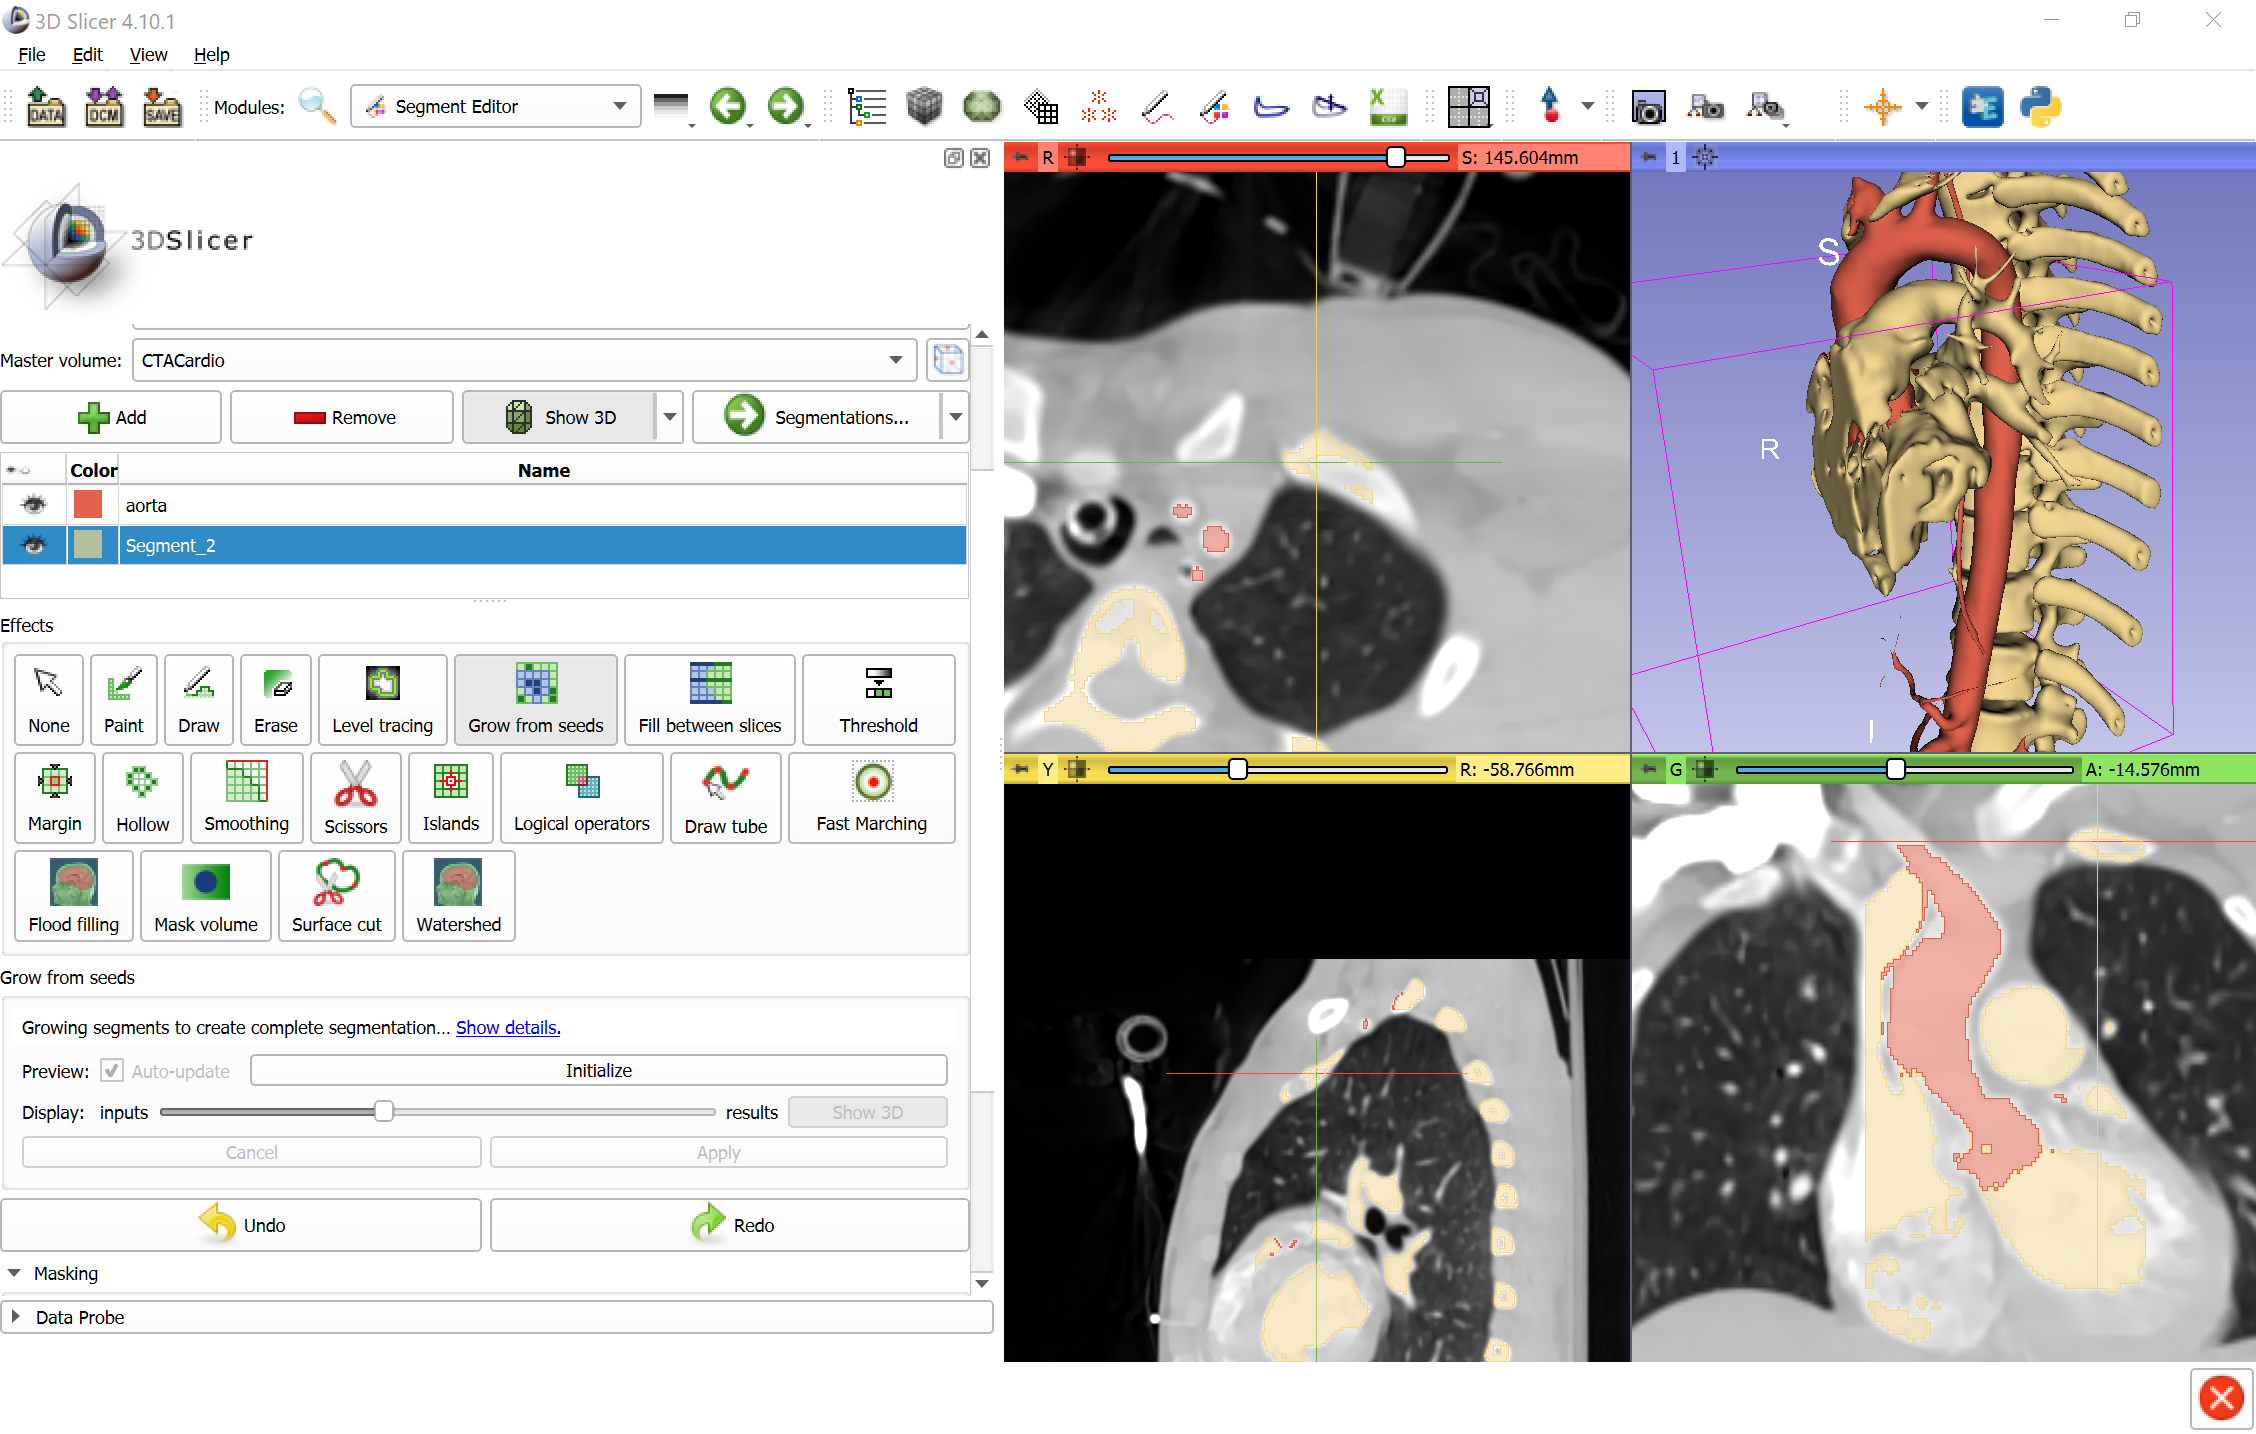 3D Slicer 4.10.1
File Edit View Help
DATA DCM SAVE Modules: Segment Editor
R S: 145.604mm
1
3DSlicer
S
R
I
Master volume: CTACardio
Add Remove Show 3D Segmentations...
Color Name
aorta
Segment_2
Effects
None Paint Draw Erase Level tracing Grow from seeds Fill between slices Threshold
Margin Hollow Smoothing Scissors Islands Logical operators Draw tube Fast Marching
Flood filling Mask volume Surface cut Watershed
Y R: -58.766mm
G A: -14.576mm
Grow from seeds
Growing segments to create complete segmentation... Show details.
Preview: Auto-update Initialize
Display: inputs results Show 3D
Cancel Apply
Undo Redo
Masking
Data Probe